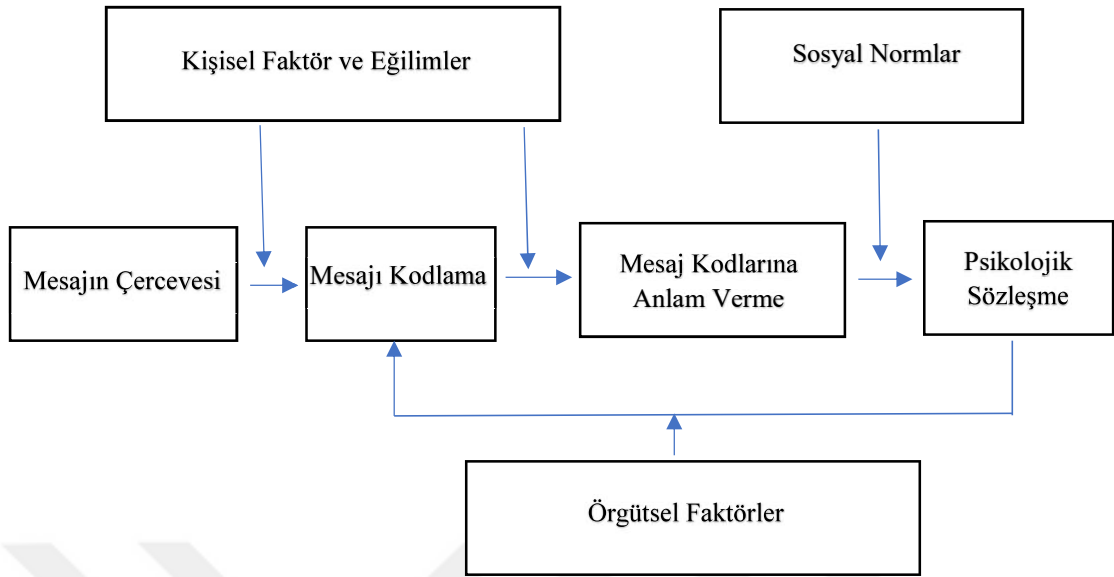 Kişisel Faktör ve Eğilimler
Sosyal Normlar
Mesajın Çercevesi
Mesajı Kodlama
Mesaj Kodlarına
Anlam Verme
Psikolojik
Sözleşme
Örgütsel Faktörler